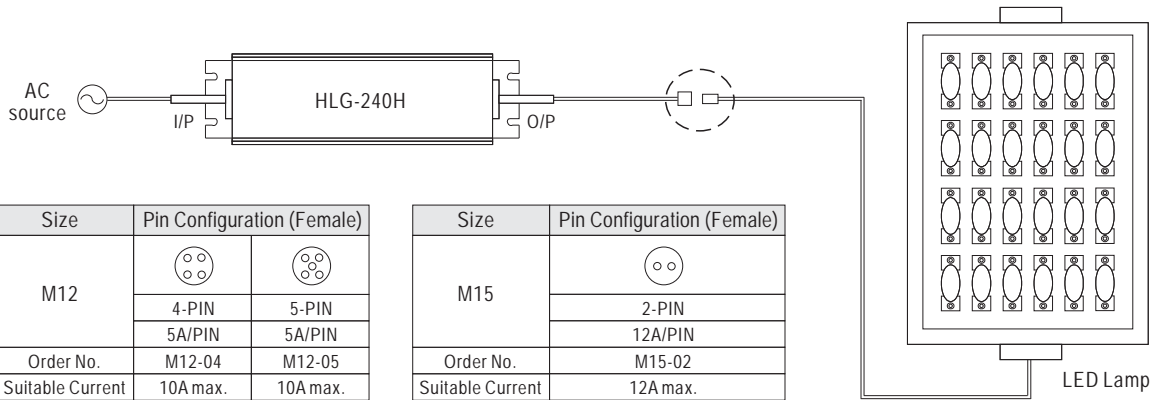 AC
source
I/P
HLG-240H
O/P
LED Lamp
Size Pin Configuration (Female)
M12
4-PIN 5-PIN
5A/PIN 5A/PIN
Order No. M12-04 M12-05
Suitable Current 10A max. 10A max.
Size Pin Configuration (Female)
M15
2-PIN
12A/PIN
Order No. M15-02
Suitable Current 12A max.